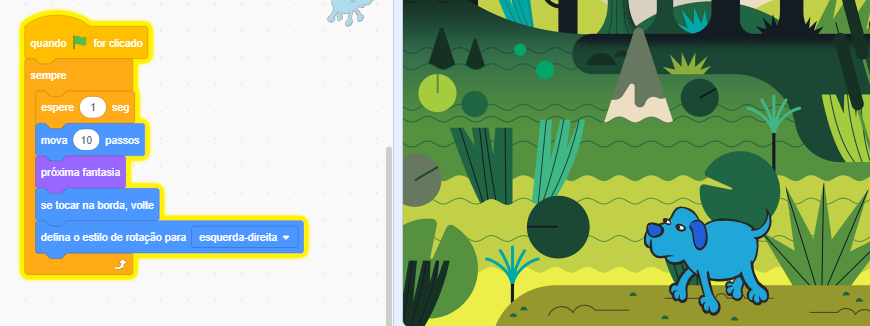 quando for clicado
sempre
espere 1 seg
mova 10 passos
próxima fantasia
se tocar na borda, volte
defina o estilo de rotação para esquerda-direita